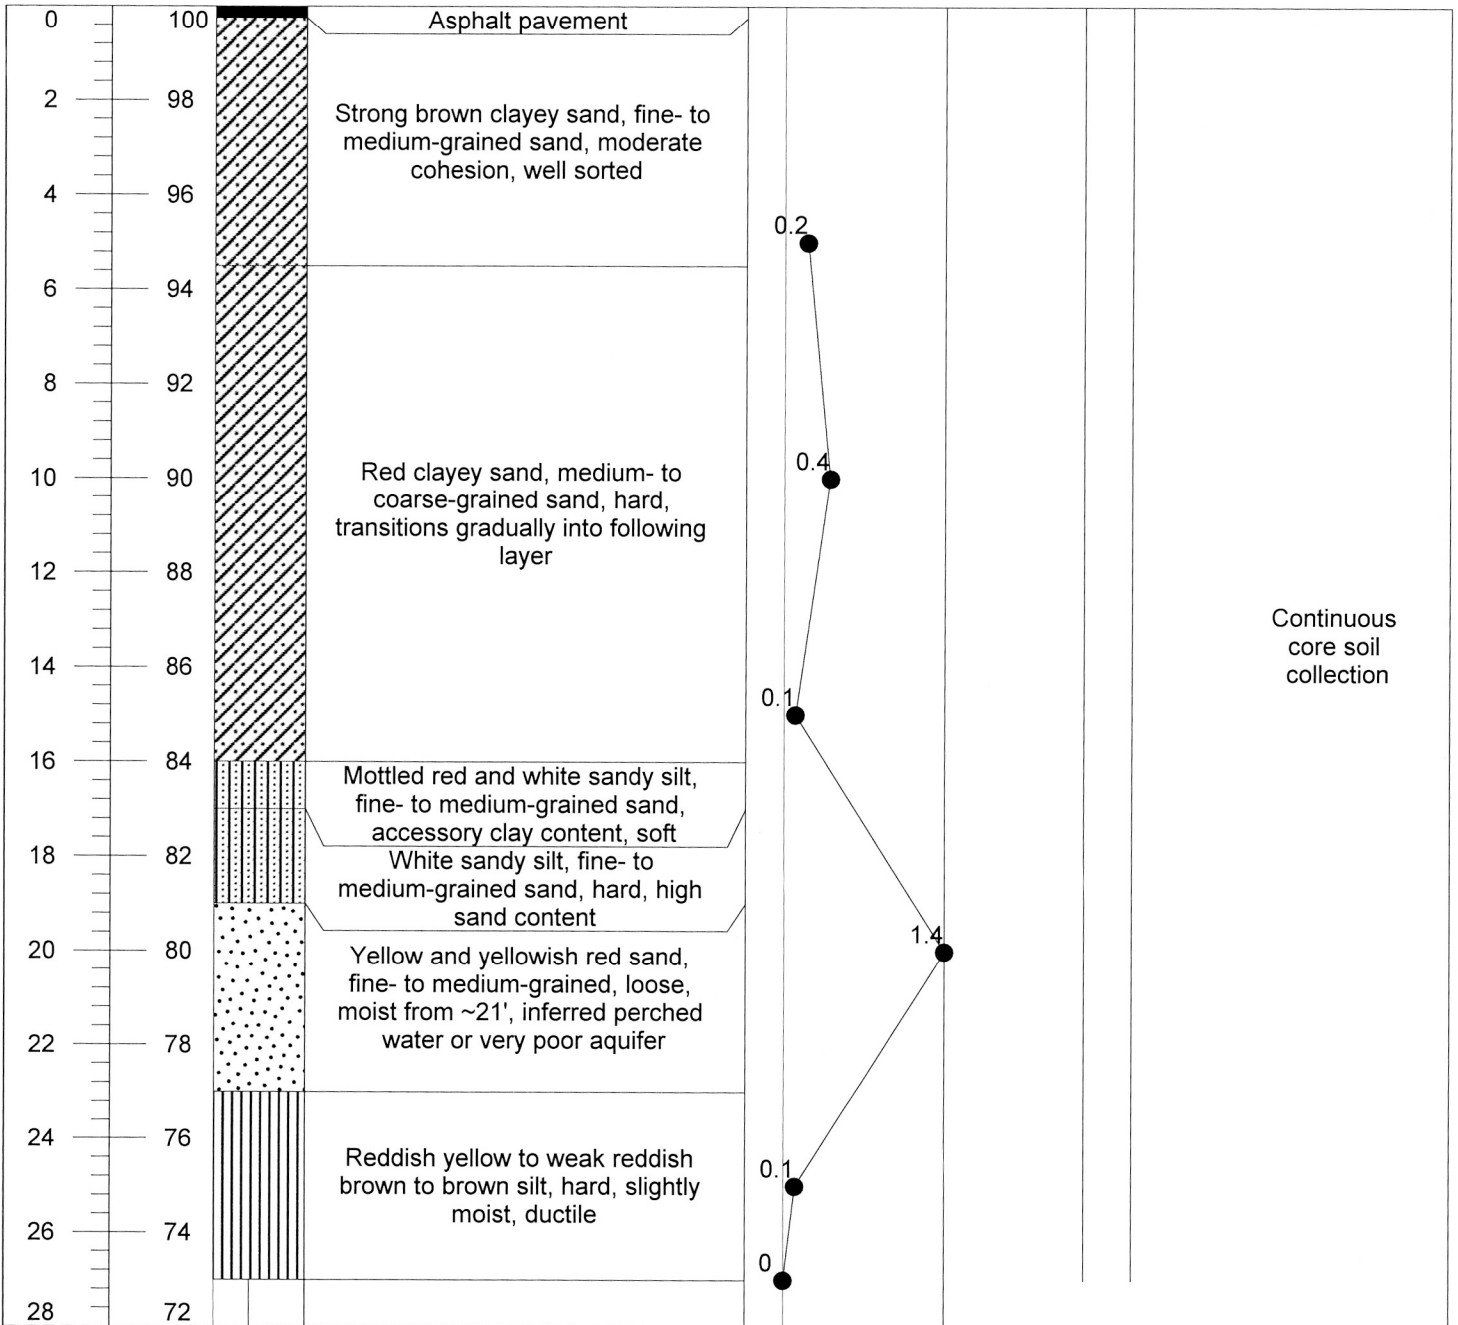 0 100 Asphalt pavement
2 98
Strong brown clayey sand, fine- to
medium-grained sand, moderate
cohesion, well sorted
4 96
0.2
6 94
8 92
0.4
10 90
Red clayey sand, medium- to
coarse-grained sand, hard,
transitions gradually into following
layer
12 88
Continuous
core soil
collection
14 86
0.1
16 84
Mottled red and white sandy silt,
fine- to medium-grained sand,
accessory clay content, soft
18 82
White sandy silt, fine- to
medium-grained sand, hard, high
sand content
1.4
20 80
Yellow and yellowish red sand,
fine- to medium-grained, loose,
moist from ~21', inferred perched
water or very poor aquifer
22 78
24 76
0.1
Reddish yellow to weak reddish
brown to brown silt, hard, slightly
moist, ductile
26 74
0
28 72